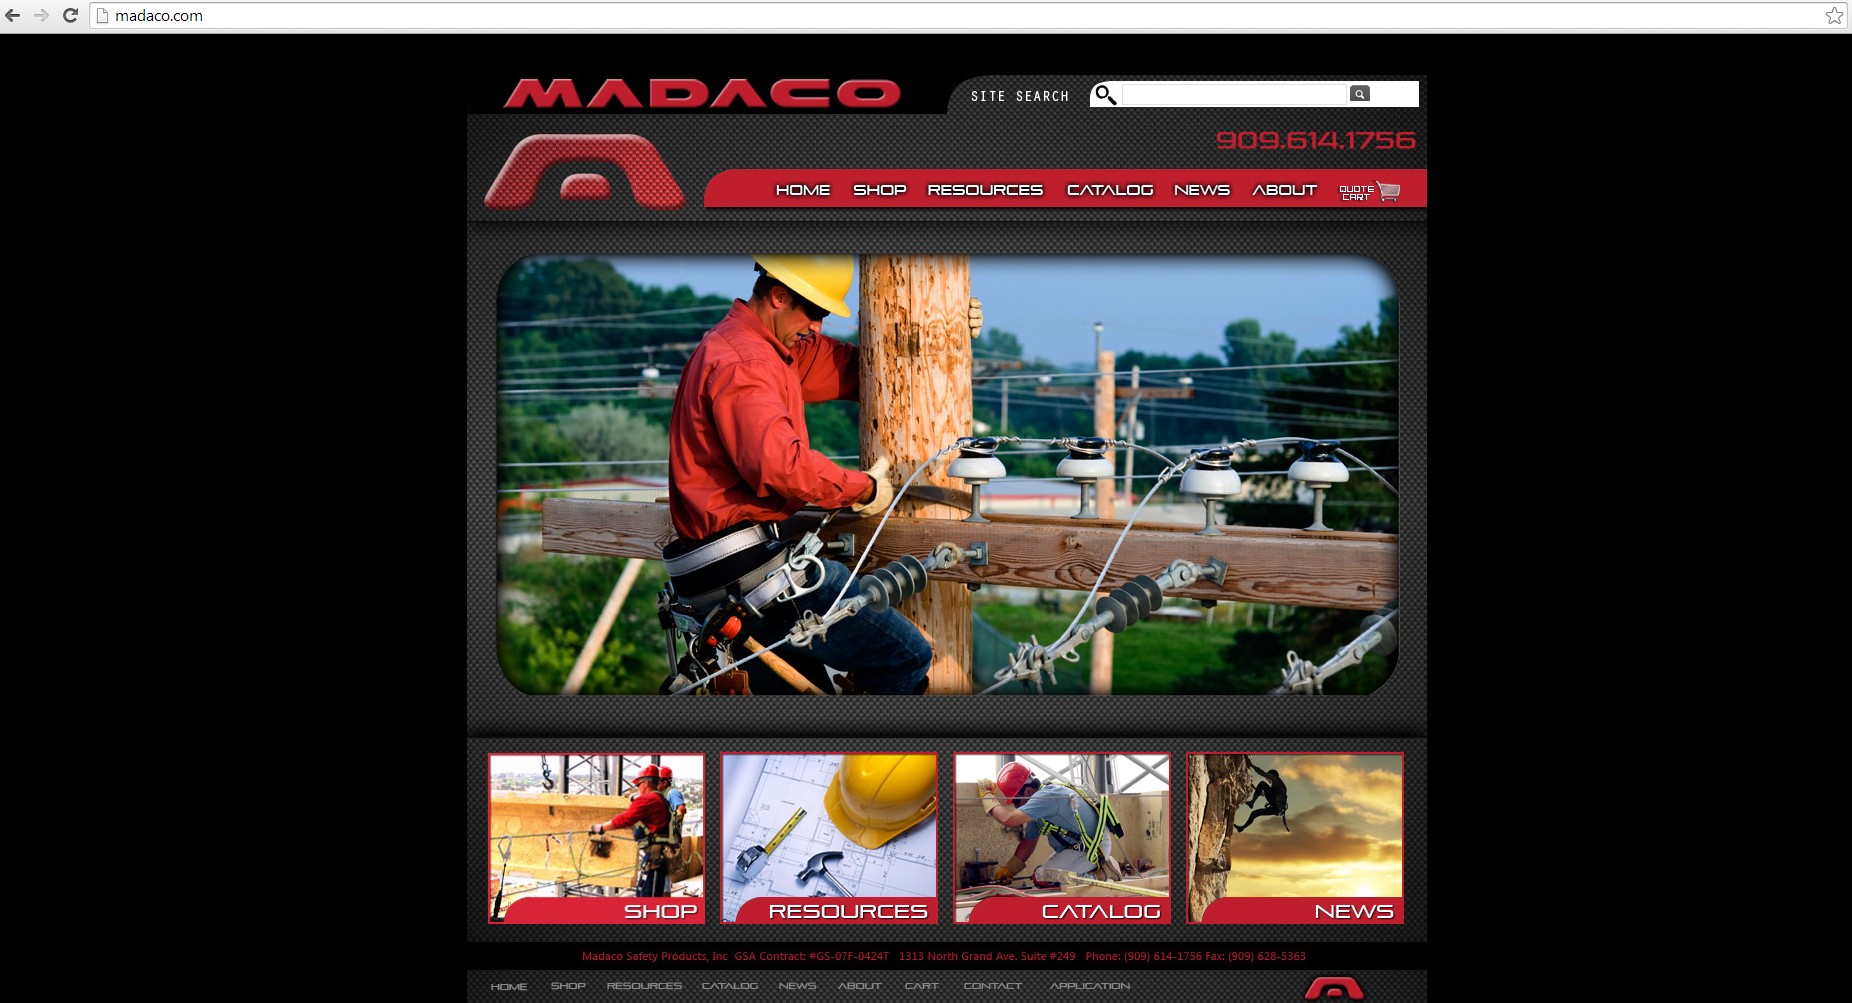 madaco.com
MADACO
SITE SEARCH
909.614.1756
HOME SHOP RESOURCES CATALOG NEWS ABOUT QUOTE CART
SHOP RESOURCES CATALOG NEWS
Madaco Safety Products, Inc GSA Contract: #GS-07F-0424T 1313 North Grand Ave. Suite #249 Phone: (909) 614-1756 Fax: (909) 628-5363
HOME SHOP RESOURCES CATALOG NEWS ABOUT CART CONTACT APPLICATION